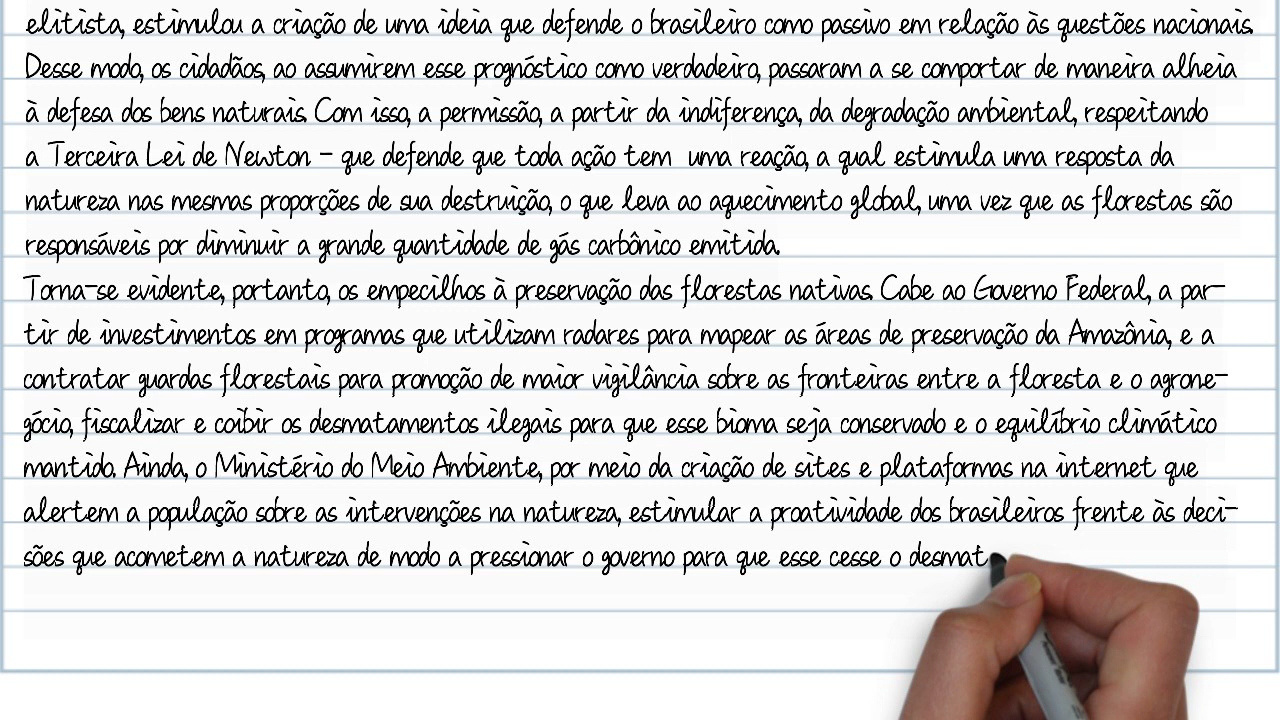 elitista, estimulou a criação de uma ideia que defende o brasileiro como passivo em relação às questões nacionais.
Desse modo, os cidadãos, ao assumirem esse prognóstico como verdadeiro, passaram a se comportar de maneira alheia
à defesa dos bens naturais. Com isso, a permissão, a partir da indiferença, da degradação ambiental, respeitando
a Terceira Lei de Newton - que defende que toda ação tem uma reação, a qual estimula uma resposta da
natureza nas mesmas proporções de sua destruição, o que leva ao aquecimento global, uma vez que as florestas são
responsáveis por diminuir a grande quantidade de gás carbônico emitida.
Torna-se evidente, portanto, os empecilhos à preservação das florestas nativas. Cabe ao Governo Federal, a par-
tir de investimentos em programas que utilizam radares para mapear as áreas de preservação da Amazônia, e a
contratar guardas florestais para promoção de maior vigilância sobre as fronteiras entre a floresta e o agrone-
gócio, fiscalizar e coibir os desmatamentos ilegais para que esse bioma seja conservado e o equilíbrio climático
mantido. Ainda, o Ministério do Meio Ambiente, por meio da criação de sites e plataformas na internet que
alertem a população sobre as intervenções na natureza, estimular a proatividade dos brasileiros frente às deci-
sões que acometem a natureza de modo a pressionar o governo para que esse cesse o desmat